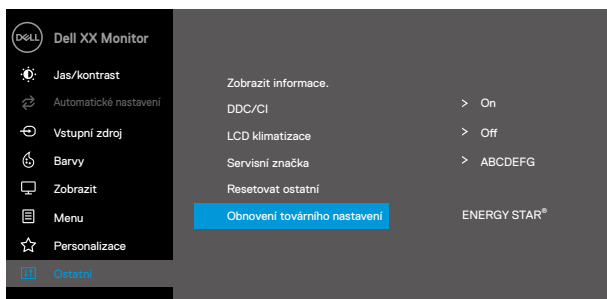 DELL Dell XX Monitor
Jas/kontrast
Automatické nastavení
Vstupní zdroj
Barvy
Zobrazit
Menu
Personalizace
Ostatní
Zobrazit informace.
DDC/CI > On
LCD klimatizace > Off
Servisní značka > ABCDEFG
Resetovat ostatní
Obnovení továrního nastavení ENERGY STAR®